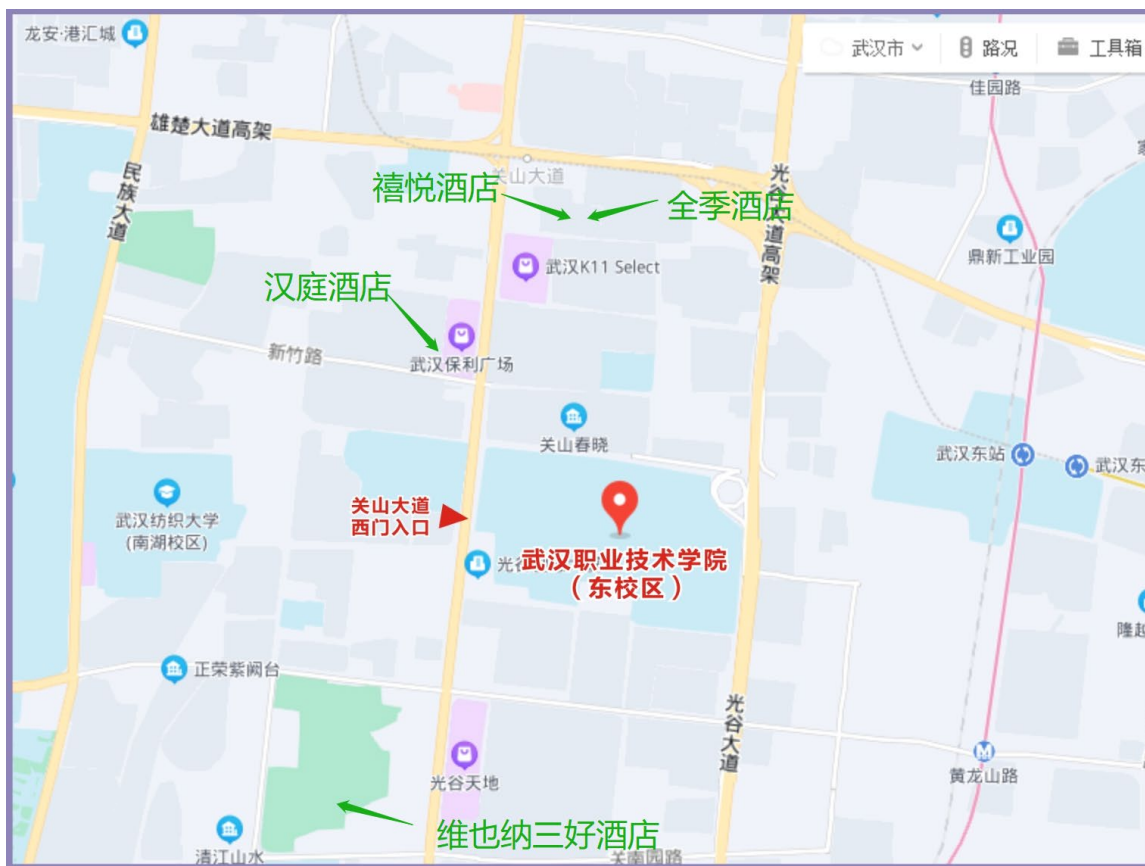 龙安·港汇城
武汉市
路况
工具箱
佳园路
雄楚大道高架
民族大道
关山大道
禧悦酒店
全季酒店
光谷大道高架
鼎新工业园
武汉K11 Select
汉庭酒店
新竹路
武汉保利广场
关山春晓
武汉东站
武汉东
武汉纺织大学
(南湖校区)
关山大道
西门入口
光谷
武汉职业技术学院
（东校区）
隆越
正荣紫阙台
光谷大道
光谷天地
黄龙山路
维也纳三好酒店
清江山水
关南园路